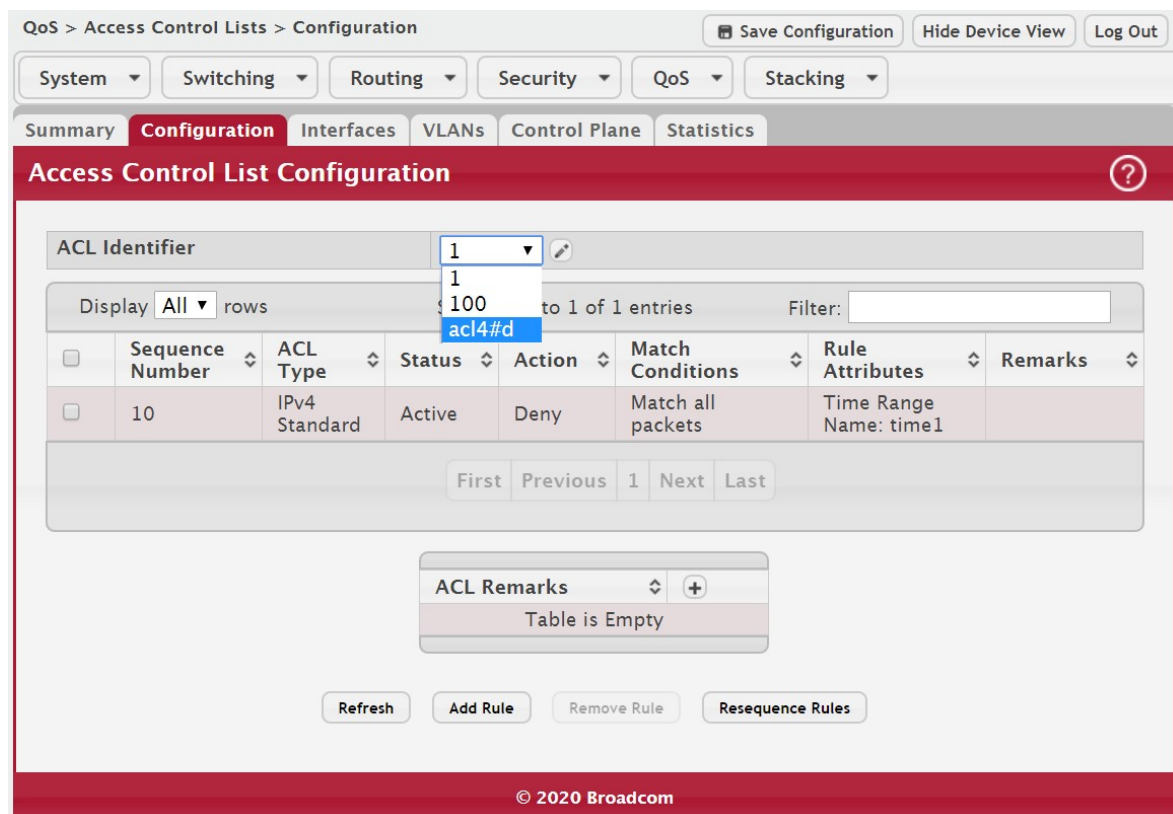 QoS > Access Control Lists > Configuration
Save Configuration Hide Device View Log Out
System Switching Routing Security QoS Stacking
Summary Configuration Interfaces VLANs Control Plane Statistics
Access Control List Configuration ?
ACL Identifier 1
1
100
acl4#d
Display All rows to 1 of 1 entries Filter:
Sequence Number ACL Type Status Action Match Conditions Rule Attributes Remarks
10 IPv4 Standard Active Deny Match all packets Time Range Name: time1
First Previous 1 Next Last
ACL Remarks
Table is Empty
Refresh Add Rule Remove Rule Resequence Rules
© 2020 Broadcom